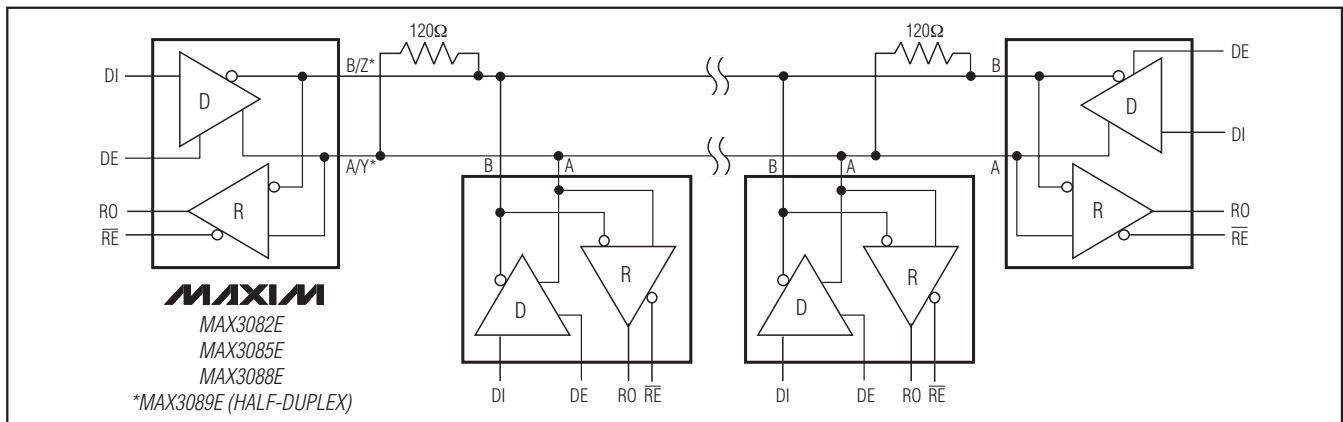 120Ω
120Ω
DI
B/Z*
B
DE
D
D
DE
A/Y*
B
A
B
A
A
DI
RO
R
R
RO
RE
RE
D
R
D
R
MAXIM
MAX3082E
MAX3085E
MAX3088E
*MAX3089E (HALF-DUPLEX)
DI DE RO RE
DI DE RO RE